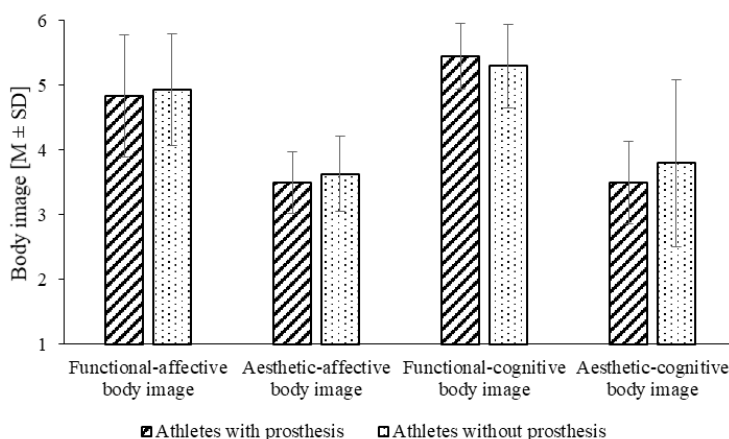 Body image [M ± SD]
6
5
4
3
2
1
Functional-affective
body image
Aesthetic-affective
body image
Functional-cognitive
body image
Aesthetic-cognitive
body image
Athletes with prosthesis
Athletes without prosthesis